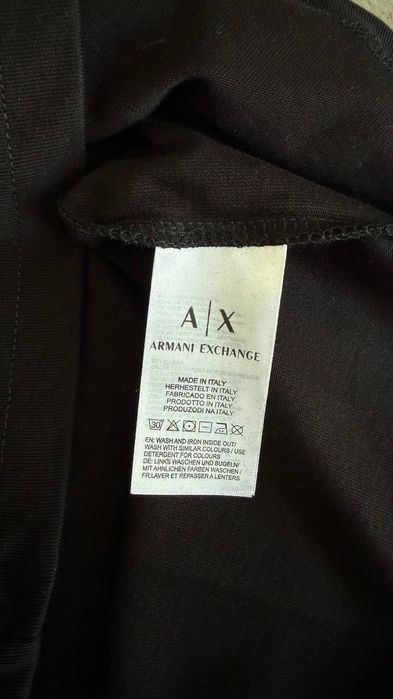 A|X
ARMANI EXCHANGE
MADE IN ITALY
HERHESTELT IN ITALY
FABRICADO EN ITALY
PRODOTTO IN ITALY
PRODUZODI NA ITALY
30
EN: WASH AND IRON INSIDE OUT/
WASH WITH SIMILAR COLOURS / USE
DETERGENT FOR COLOURS
DE: LINKS WASCHEN UND BUGELN/
MIT AHNLICHEN FARBEN WASCHEN/
FR:LAVER ET REPASSER A LENTERS